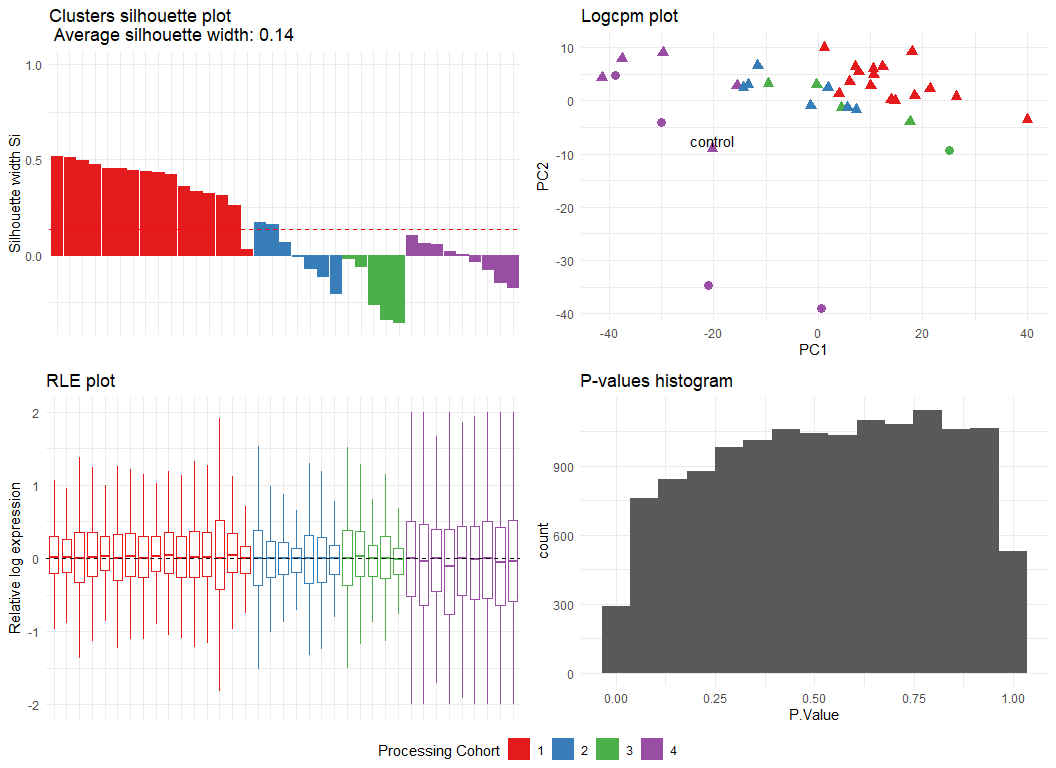 Clusters silhouette plot
Average silhouette width: 0.14
Silhouette width Si
1.0
0.5
0.0
Logcpm plot
PC2
10
0
-10
-20
-30
-40
control
-40
-20
0
20
40
PC1
RLE plot
Relative log expression
2
1
0
-1
-2
P-values histogram
count
900
600
300
0
0.00
0.25
0.50
0.75
1.00
P.Value
Processing Cohort 1 2 3 4